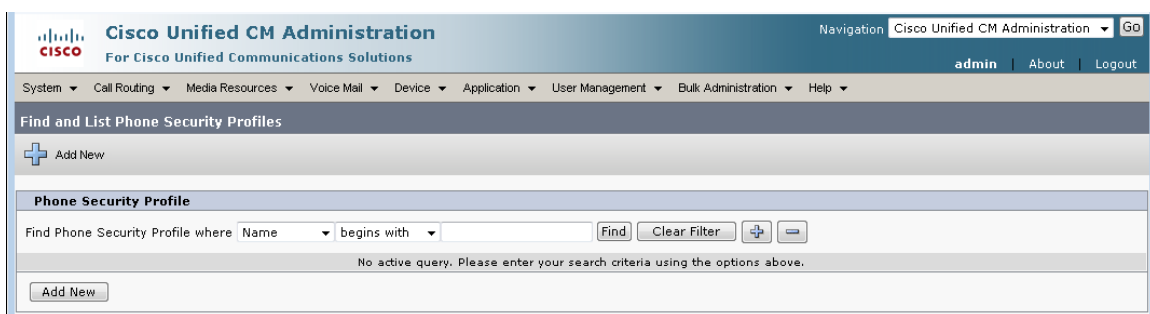 Cisco Unified CM Administration
For Cisco Unified Communications Solutions
CISCO
Navigation Cisco Unified CM Administration Go
admin | About | Logout
System Call Routing Media Resources Voice Mail Device Application User Management Bulk Administration Help
Find and List Phone Security Profiles
Add New
Phone Security Profile
Find Phone Security Profile where Name begins with Find Clear Filter
No active query. Please enter your search criteria using the options above.
Add New